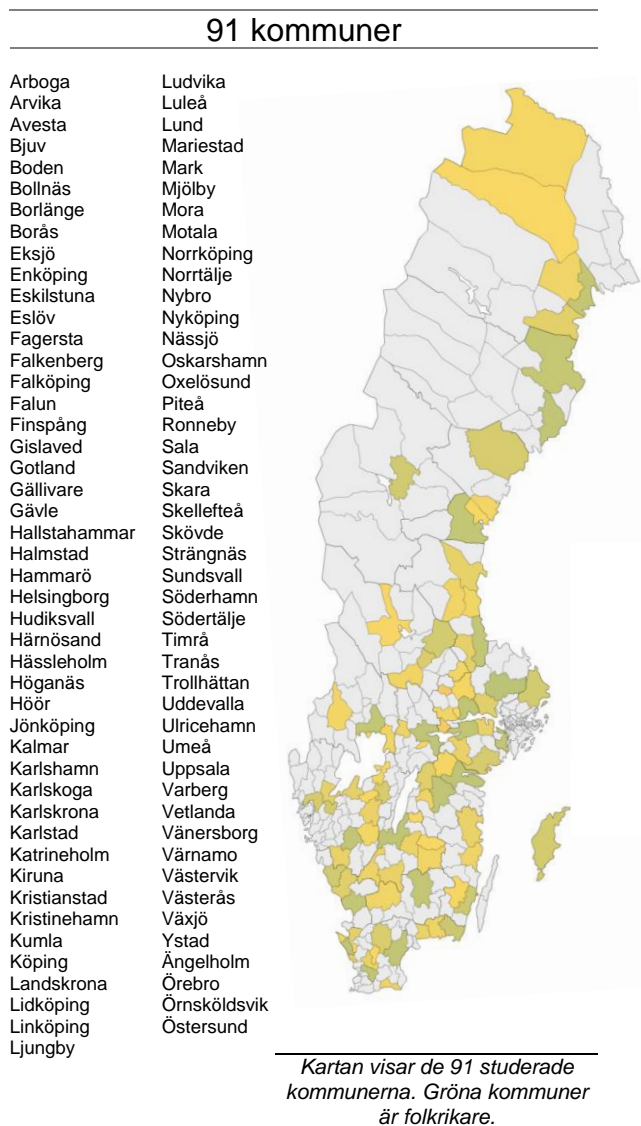 91 kommuner
Arboga
Arvika
Avesta
Bjuv
Boden
Bollnäs
Borlänge
Borås
Eksjö
Enköping
Eskilstuna
Eslöv
Fagersta
Falkenberg
Falköping
Falun
Finspång
Gislaved
Gotland
Gällivare
Gävle
Hallstahammar
Halmstad
Hammarö
Helsingborg
Hudiksvall
Härnösand
Hässleholm
Höganäs
Höör
Jönköping
Kalmar
Karlshamn
Karlskoga
Karlskrona
Karlstad
Katrineholm
Kiruna
Kristianstad
Kristinehamn
Kumla
Köping
Landskrona
Lidköping
Linköping
Ljungby
Ludvika
Luleå
Lund
Mariestad
Mark
Mjölby
Mora
Motala
Norrköping
Norrtälje
Nybro
Nyköping
Nässjö
Oskarshamn
Oxelösund
Piteå
Ronneby
Sala
Sandviken
Skara
Skellefteå
Skövde
Strängnäs
Sundsvall
Söderhamn
Södertälje
Timrå
Tranås
Trollhättan
Uddevalla
Ulricehamn
Umeå
Uppsala
Varberg
Vetlanda
Vänersborg
Värnamo
Västervik
Västerås
Växjö
Ystad
Ängelholm
Örebro
Örnsköldsvik
Östersund
Kartan visar de 91 studerade
kommunerna. Gröna kommuner
är folkrikare.